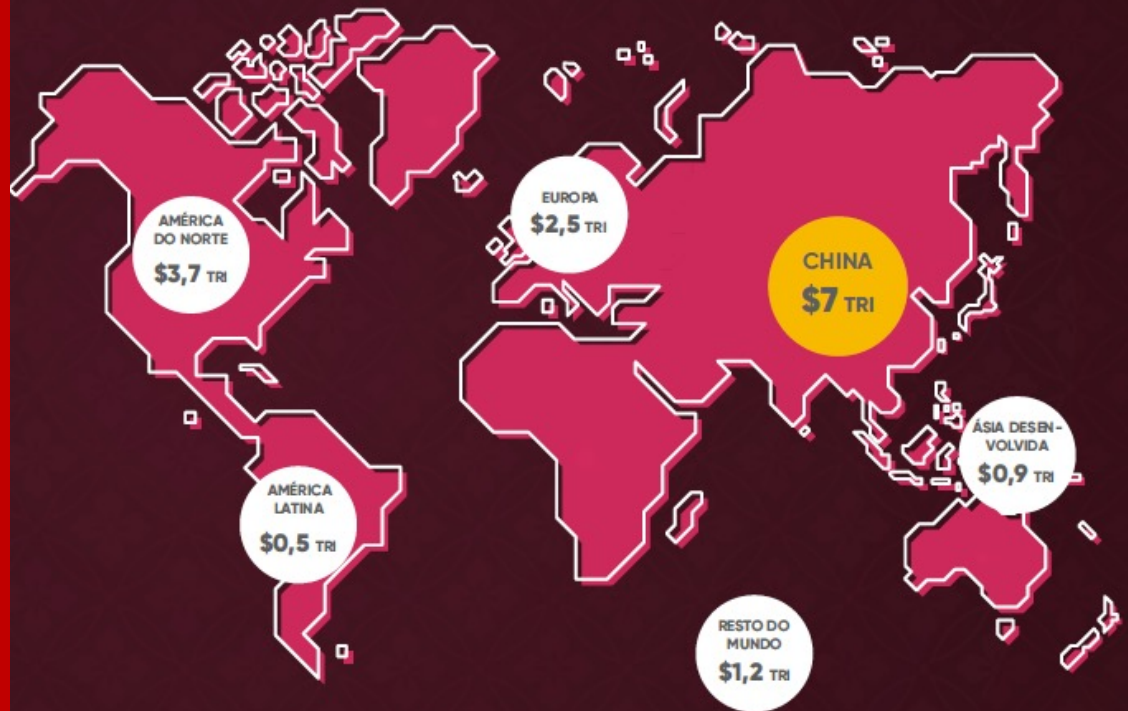 AMÉRICA
DO NORTE
$3,7 TRI
EUROPA
$2,5 TRI
CHINA
$7 TRI
ÁSIA DESEN-
VOLVIDA
$0,9 TRI
AMÉRICA
LATINA
$0,5 TRI
RESTO DO
MUNDO
$1,2 TRI